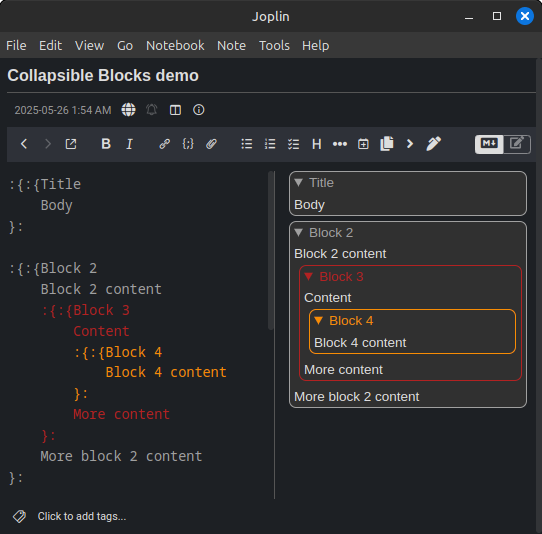 Joplin
File Edit View Go Notebook Note Tools Help
Collapsible Blocks demo
2025-05-26 1:54 AM
B I {;} H M↓
:{:{Title
Body
}:
:{:{Block 2
Block 2 content
:{:{Block 3
Content
:{:{Block 4
Block 4 content
}:
More content
}:
More block 2 content
}:
▼ Title
Body
▼ Block 2
Block 2 content
▼ Block 3
Content
▼ Block 4
Block 4 content
More content
More block 2 content
Click to add tags...